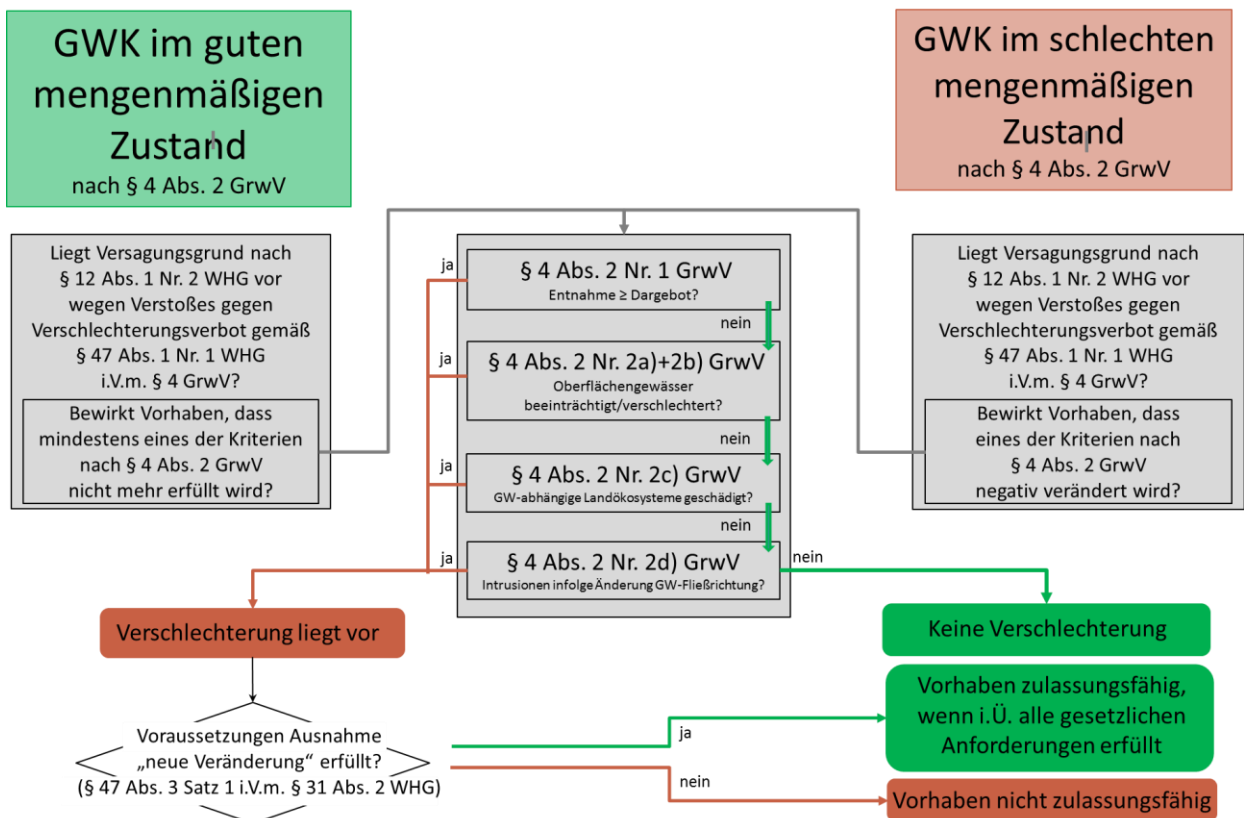 GWK im guten
mengenmäßigen
Zustand
nach § 4 Abs. 2 GrwV
GWK im schlechten
mengenmäßigen
Zustand
nach § 4 Abs. 2 GrwV
Liegt Versagungsgrund nach
§ 12 Abs. 1 Nr. 2 WHG vor
wegen Verstoßes gegen
Verschlechterungsverbot gemäß
§ 47 Abs. 1 Nr. 1 WHG
i.V.m. § 4 GrwV?
Bewirkt Vorhaben, dass
mindestens eines der Kriterien
nach § 4 Abs. 2 GrwV
nicht mehr erfüllt wird?
ja
§ 4 Abs. 2 Nr. 1 GrwV
Entnahme ≥ Dargebot?
nein
ja
§ 4 Abs. 2 Nr. 2a)+2b) GrwV
Oberflächengewässer
beeinträchtigt/verschlechtert?
nein
ja
§ 4 Abs. 2 Nr. 2c) GrwV
GW-abhängige Landökosysteme geschädigt?
nein
ja
§ 4 Abs. 2 Nr. 2d) GrwV
Intrusionen infolge Änderung GW-Fließrichtung?
nein
Liegt Versagungsgrund nach
§ 12 Abs. 1 Nr. 2 WHG vor
wegen Verstoßes gegen
Verschlechterungsverbot gemäß
§ 47 Abs. 1 Nr. 1 WHG
i.V.m. § 4 GrwV?
Bewirkt Vorhaben, dass
eines der Kriterien nach
§ 4 Abs. 2 GrwV
negativ verändert wird?
Verschlechterung liegt vor
Keine Verschlechterung
Voraussetzungen Ausnahme
„neue Veränderung“ erfüllt?
(§ 47 Abs. 3 Satz 1 i.V.m. § 31 Abs. 2 WHG)
ja
Vorhaben zulassungsfähig,
wenn i.Ü. alle gesetzlichen
Anforderungen erfüllt
nein
Vorhaben nicht zulassungsfähig